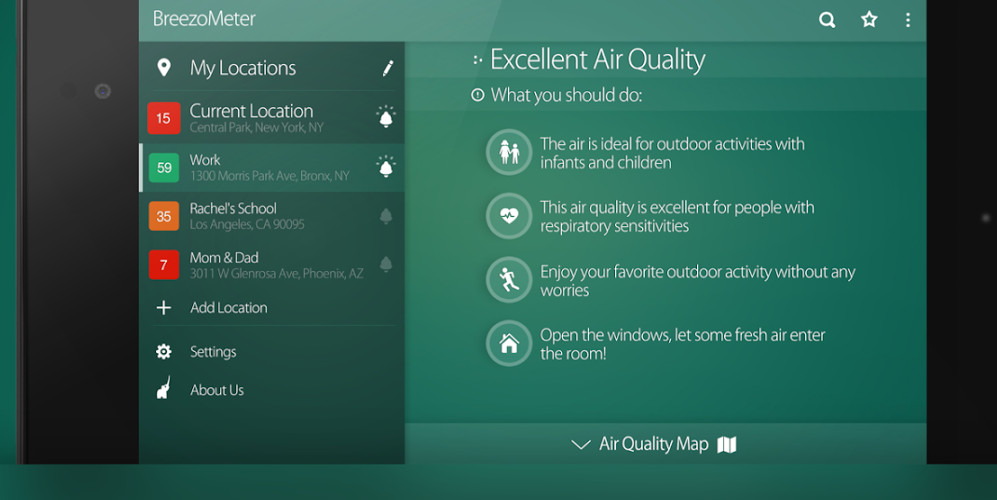 BreezoMeter
My Locations
15
Current Location
Central Park, New York, NY
59
Work
1300 Morris Park Ave, Bronx, NY
35
Rachel's School
Los Angeles, CA 90095
7
Mom & Dad
3011 W Glenrosa Ave, Phoenix, AZ
Add Location
Settings
About Us
Excellent Air Quality
What you should do:
The air is ideal for outdoor activities with
infants and children
This air quality is excellent for people with
respiratory sensitivities
Enjoy your favorite outdoor activity without any
worries
Open the windows, let some fresh air enter
the room!
Air Quality Map